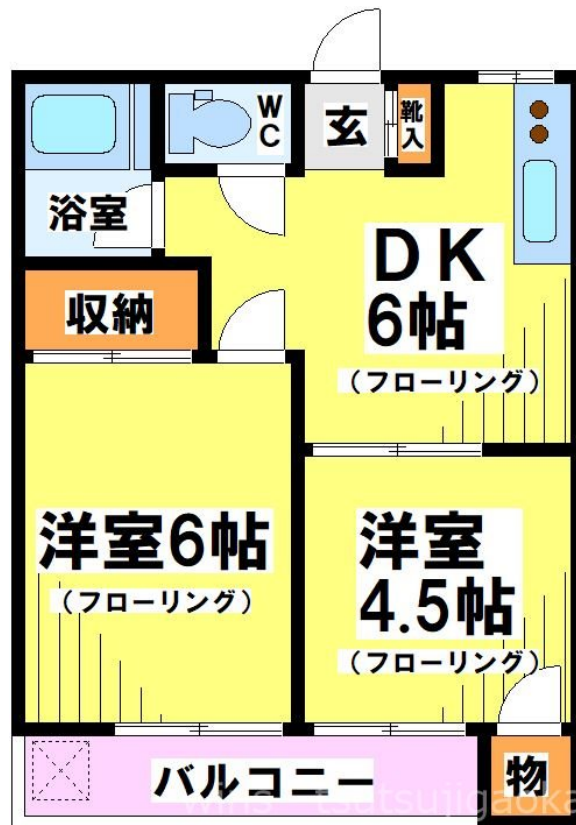 WC
玄
靴入
浴室
DK
6帖
(フローリング)
収納
洋室6帖
(フローリング)
洋室
4.5帖
(フローリング)
バルコニー
物
wins tsutsujigaoka